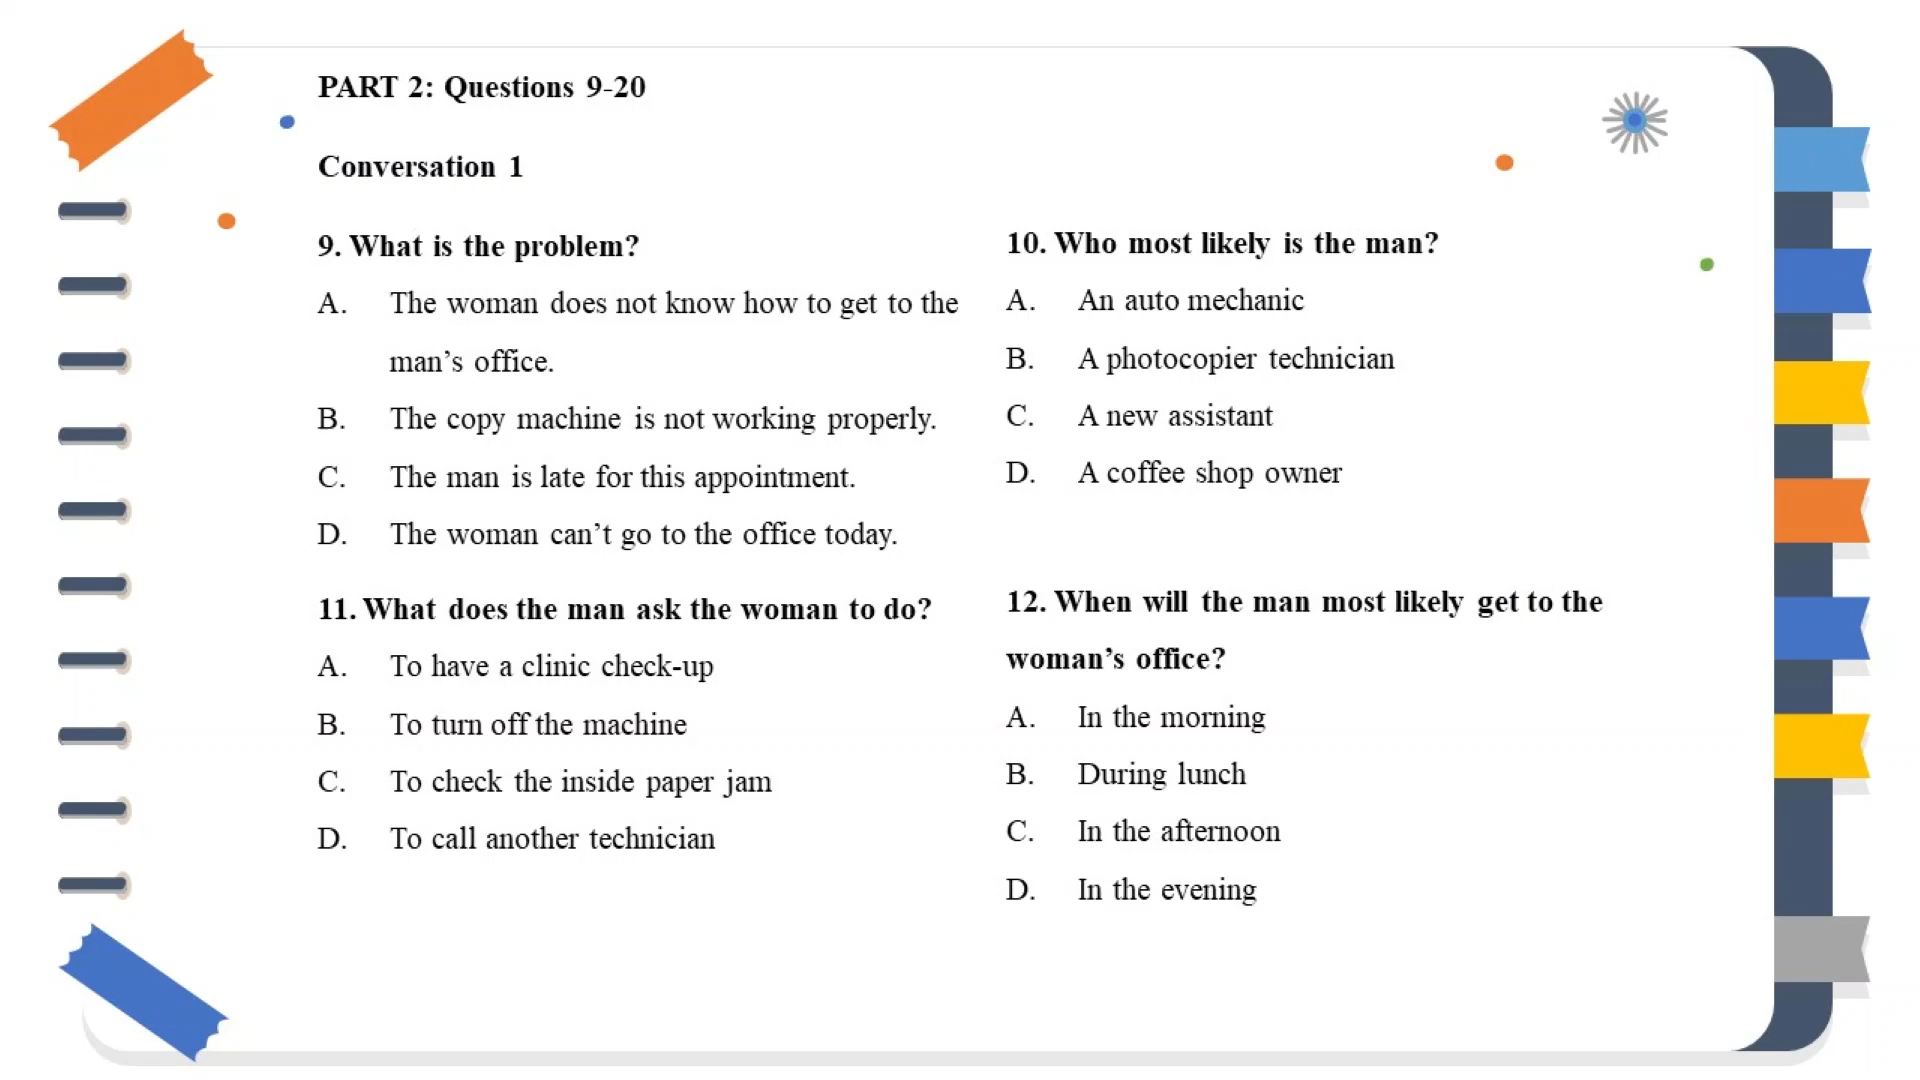 PART 2: Questions 9-20
Conversation 1
9. What is the problem?
A. The woman does not know how to get to the
man’s office.
B. The copy machine is not working properly.
C. The man is late for this appointment.
D. The woman can’t go to the office today.
10. Who most likely is the man?
A. An auto mechanic
B. A photocopier technician
C. A new assistant
D. A coffee shop owner
11. What does the man ask the woman to do?
A. To have a clinic check-up
B. To turn off the machine
C. To check the inside paper jam
D. To call another technician
12. When will the man most likely get to the
woman’s office?
A. In the morning
B. During lunch
C. In the afternoon
D. In the evening